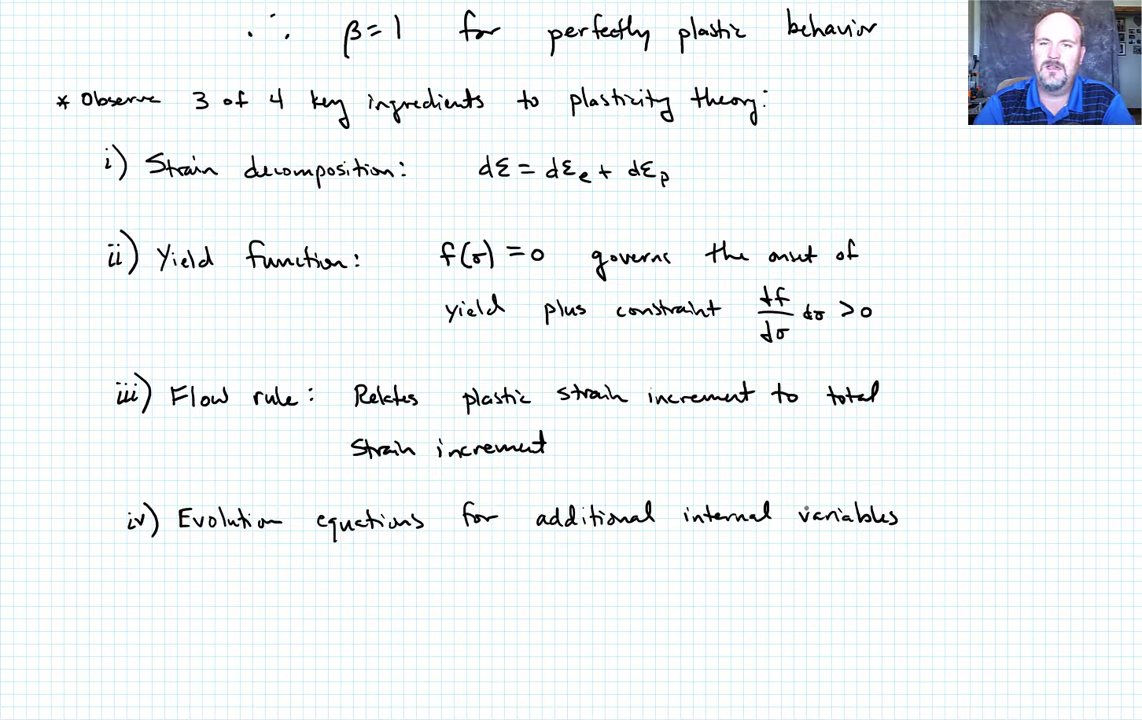 ∴ β = 1 for perfectly plastic behavior
* Observe 3 of 4 key ingredients to plasticity theory:
i) Strain decomposition: dε = dεₑ + dεₚ
ii) Yield function: f(σ) = 0 governs the onset of
yield plus constraint df/dσ dσ > 0
iii) Flow rule: Relates plastic strain increment to total
strain increment
iv) Evolution equations for additional internal variables